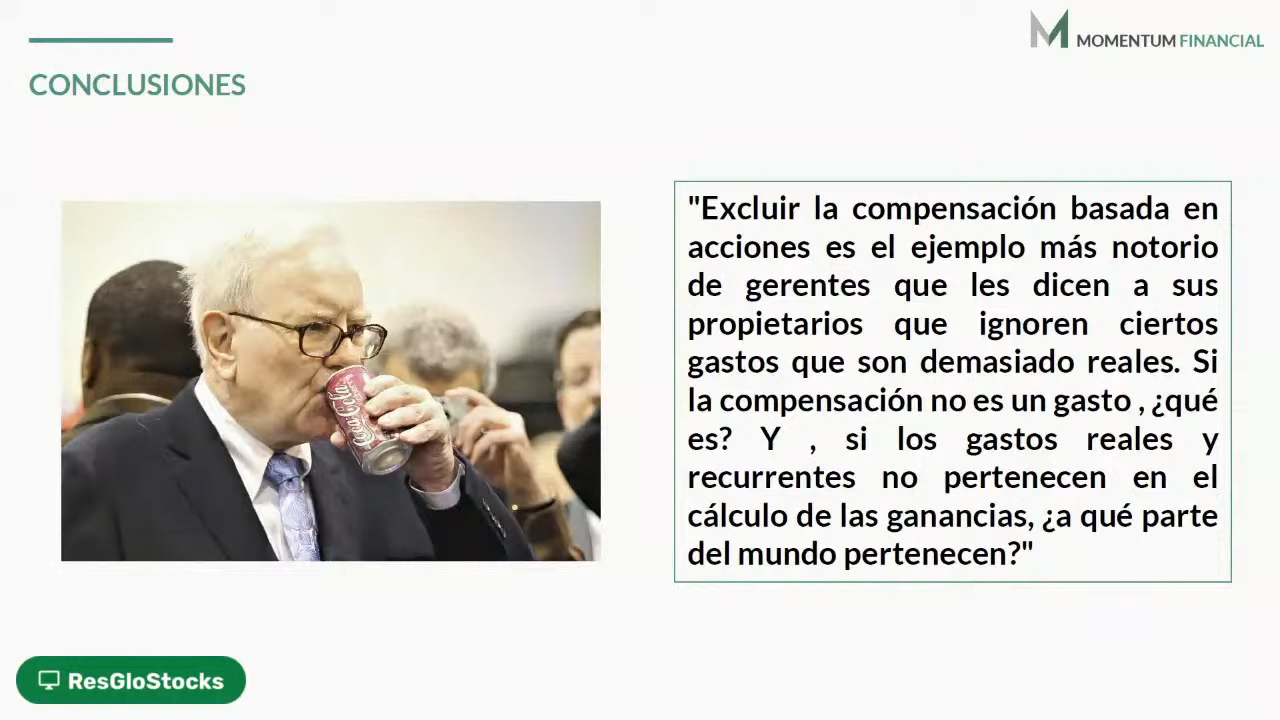 MOMENTUM FINANCIAL
CONCLUSIONES
"Excluir la compensación basada en
acciones es el ejemplo más notorio
de gerentes que les dicen a sus
propietarios que ignoren ciertos
gastos que son demasiado reales. Si
la compensación no es un gasto , ¿qué
es? Y , si los gastos reales y
recurrentes no pertenecen en el
cálculo de las ganancias, ¿a qué parte
del mundo pertenecen?"
Coca-Cola
ResGloStocks